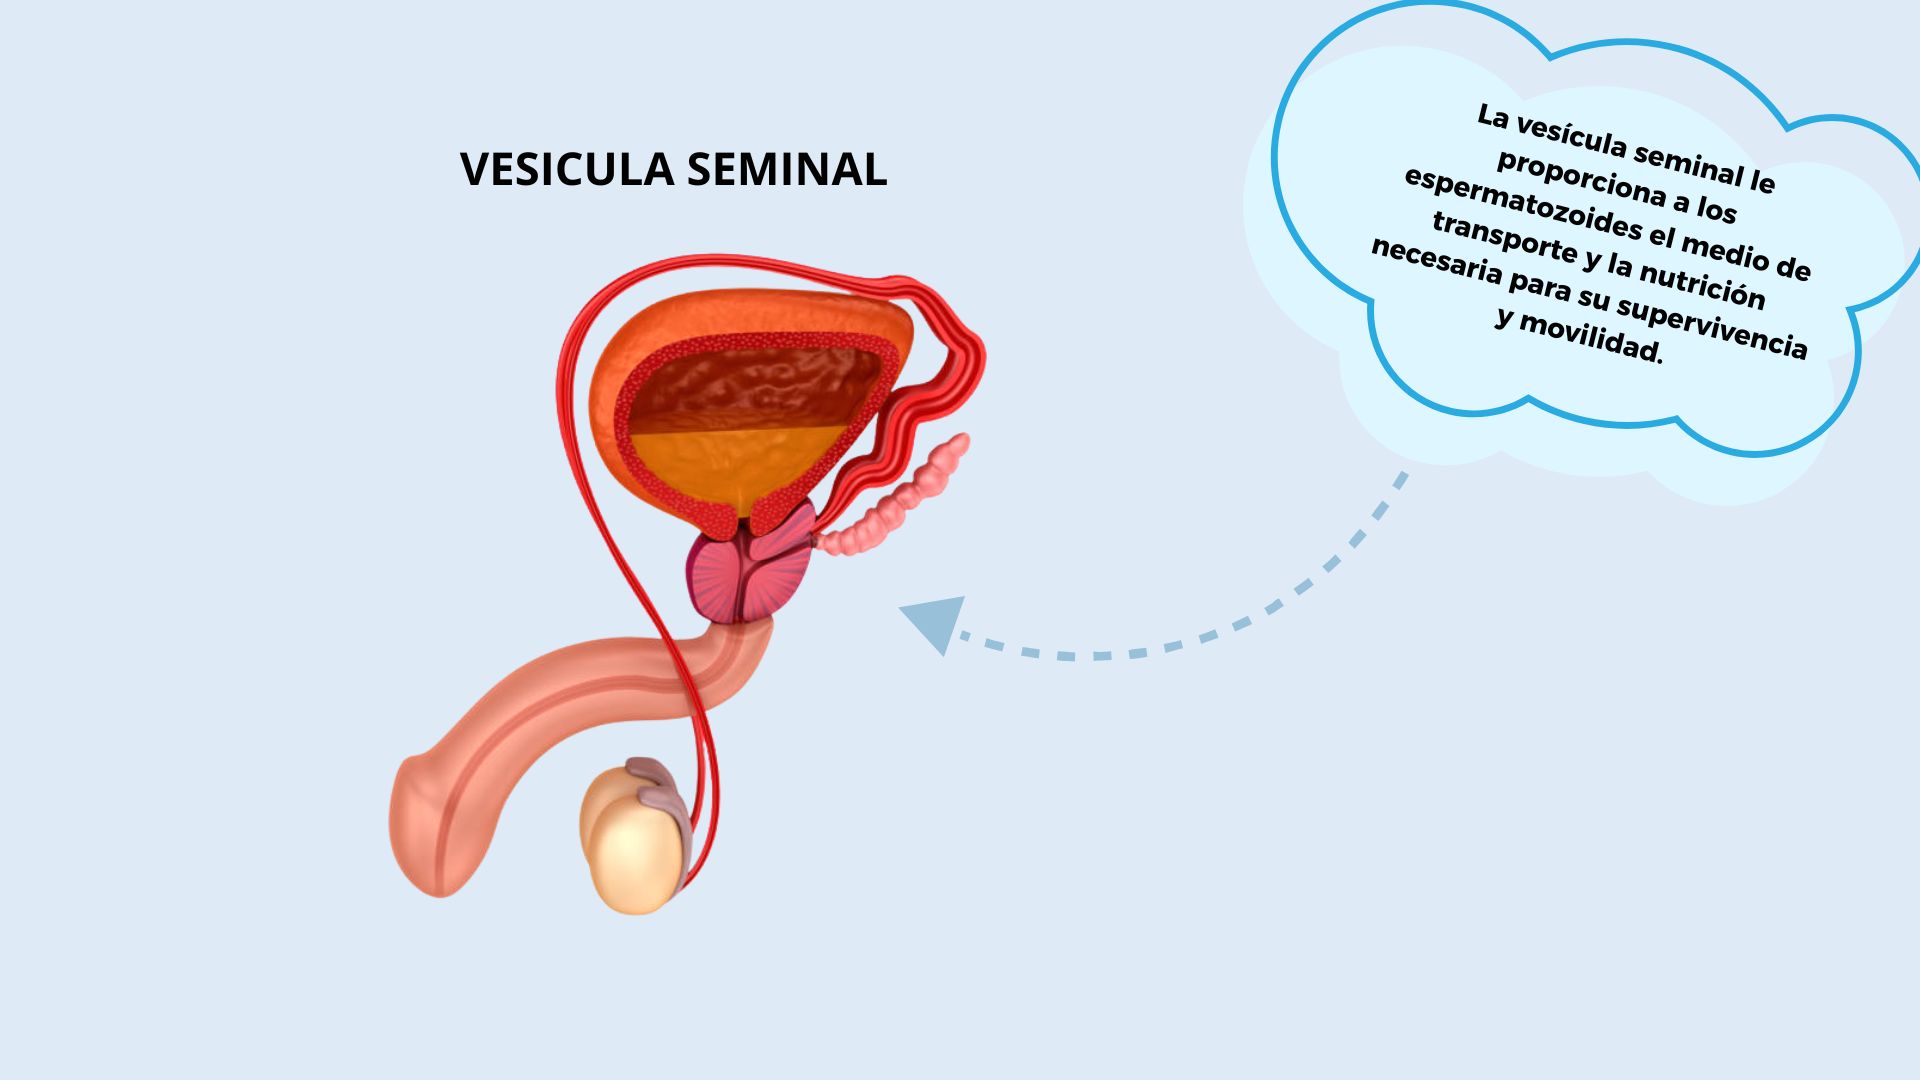 VESICULA SEMINAL
La vesícula seminal le
proporciona a los
espermatozoides el medio de
transporte y la nutrición
necesaria para su supervivencia
y movilidad.